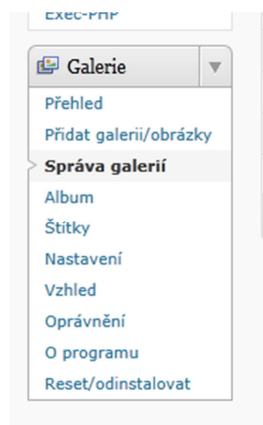 Exec-PHP
Galerie
Přehled
Přidat galerii/obrázky
Správa galerií
Album
Štítky
Nastavení
Vzhled
Oprávnění
O programu
Reset/odinstalovat